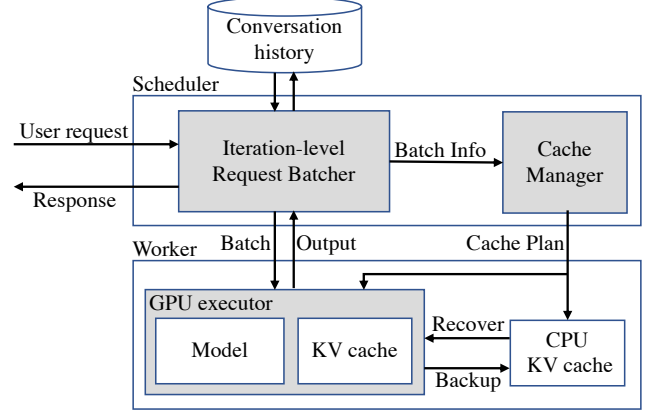 Conversation
history
Scheduler
User request
Iteration-level
Request Batcher
Batch Info
Cache
Manager
Response
Worker
Batch
Output
Cache Plan
GPU executor
Model
KV cache
Recover
CPU
KV cache
Backup